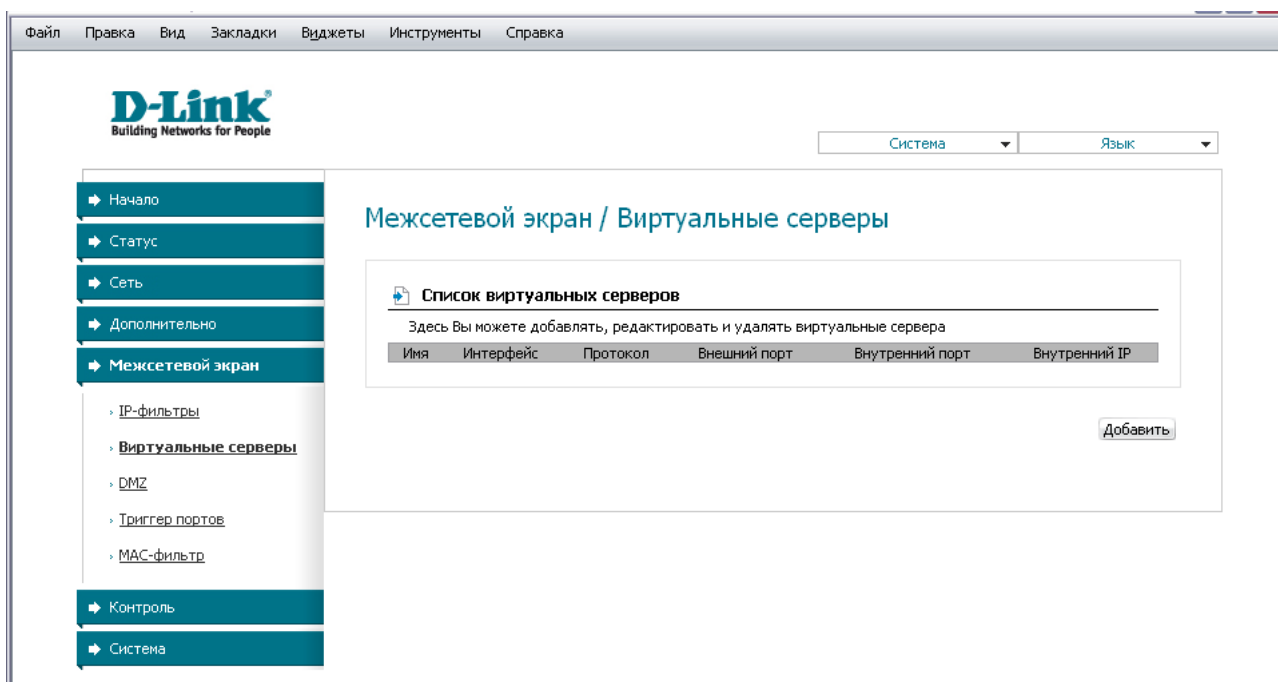 Файл Правка Вид Закладки Виджеты Инструменты Справка
D-Link®
Building Networks for People
Система Язык
Начало
Статус
Сеть
Дополнительно
Межсетевой экран
IP-фильтры
Виртуальные серверы
DMZ
Триггер портов
MAC-фильтр
Контроль
Система
Межсетевой экран / Виртуальные серверы
Список виртуальных серверов
Здесь Вы можете добавлять, редактировать и удалять виртуальные сервера
Имя Интерфейс Протокол Внешний порт Внутренний порт Внутренний IP
Добавить